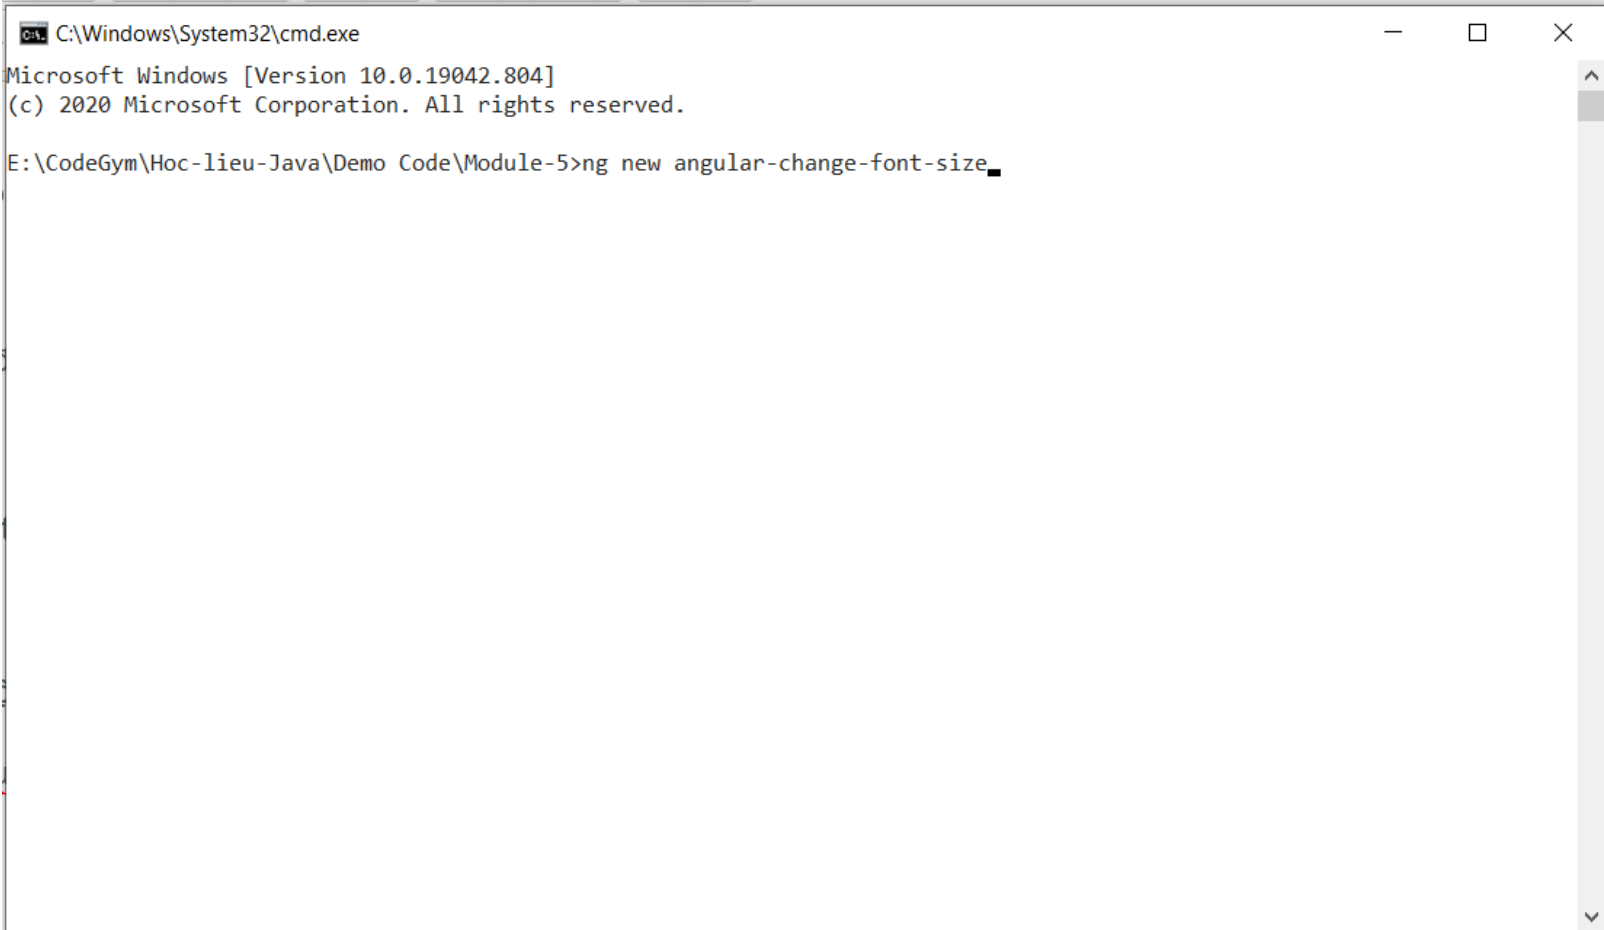 C:\Windows\System32\cmd.exe
Microsoft Windows [Version 10.0.19042.804]
(c) 2020 Microsoft Corporation. All rights reserved.
E:\CodeGym\Hoc-lieu-Java\Demo Code\Module-5>ng new angular-change-font-size